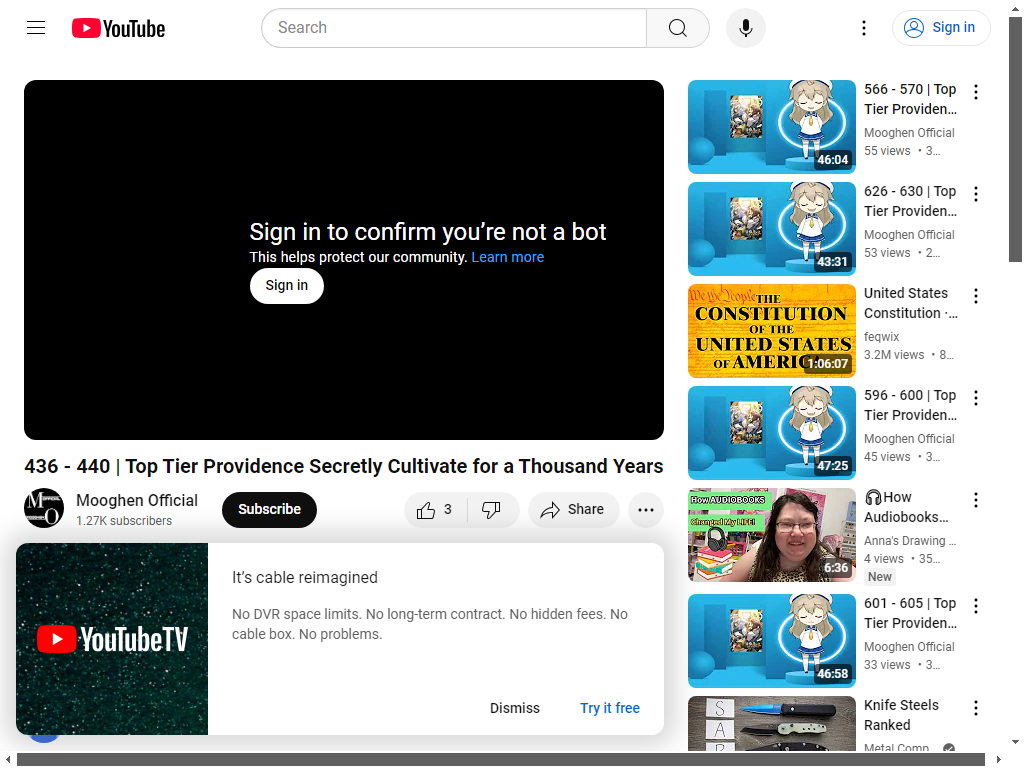 YouTube
Search
Sign in
Sign in to confirm you’re not a bot
This helps protect our community. Learn more
Sign in
436 - 440 | Top Tier Providence Secretly Cultivate for a Thousand Years
Mooghen Official
1.27K subscribers
Subscribe
3
Share
YouTubeTV
It’s cable reimagined
No DVR space limits. No long-term contract. No hidden fees. No
cable box. No problems.
Dismiss
Try it free
46:04
566 - 570 | Top
Tier Providen…
Mooghen Official
55 views • 3…
43:31
626 - 630 | Top
Tier Providen…
Mooghen Official
53 views • 2…
We the People THE
CONSTITUTION
OF THE
UNITED STATES
OF AMERICA
1:06:07
United States
Constitution ·…
feqwix
3.2M views • 8…
47:25
596 - 600 | Top
Tier Providen…
Mooghen Official
45 views • 3…
How AUDIOBOOKS
Changed My LIFE!
6:36
🎧How
Audiobooks…
Anna's Drawing …
4 views • 35…
New
46:58
601 - 605 | Top
Tier Providen…
Mooghen Official
33 views • 3…
S
A
B
Knife Steels
Ranked
Metal Comp